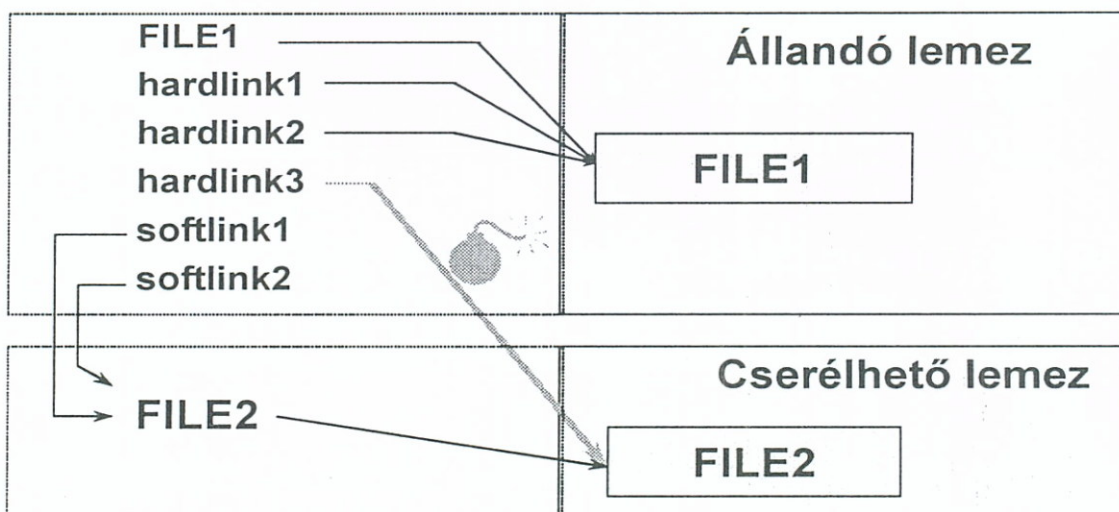 FILE1
hardlink1
hardlink2
hardlink3
softlink1
softlink2
Állandó lemez
FILE1
FILE2
Cserélhető lemez
FILE2